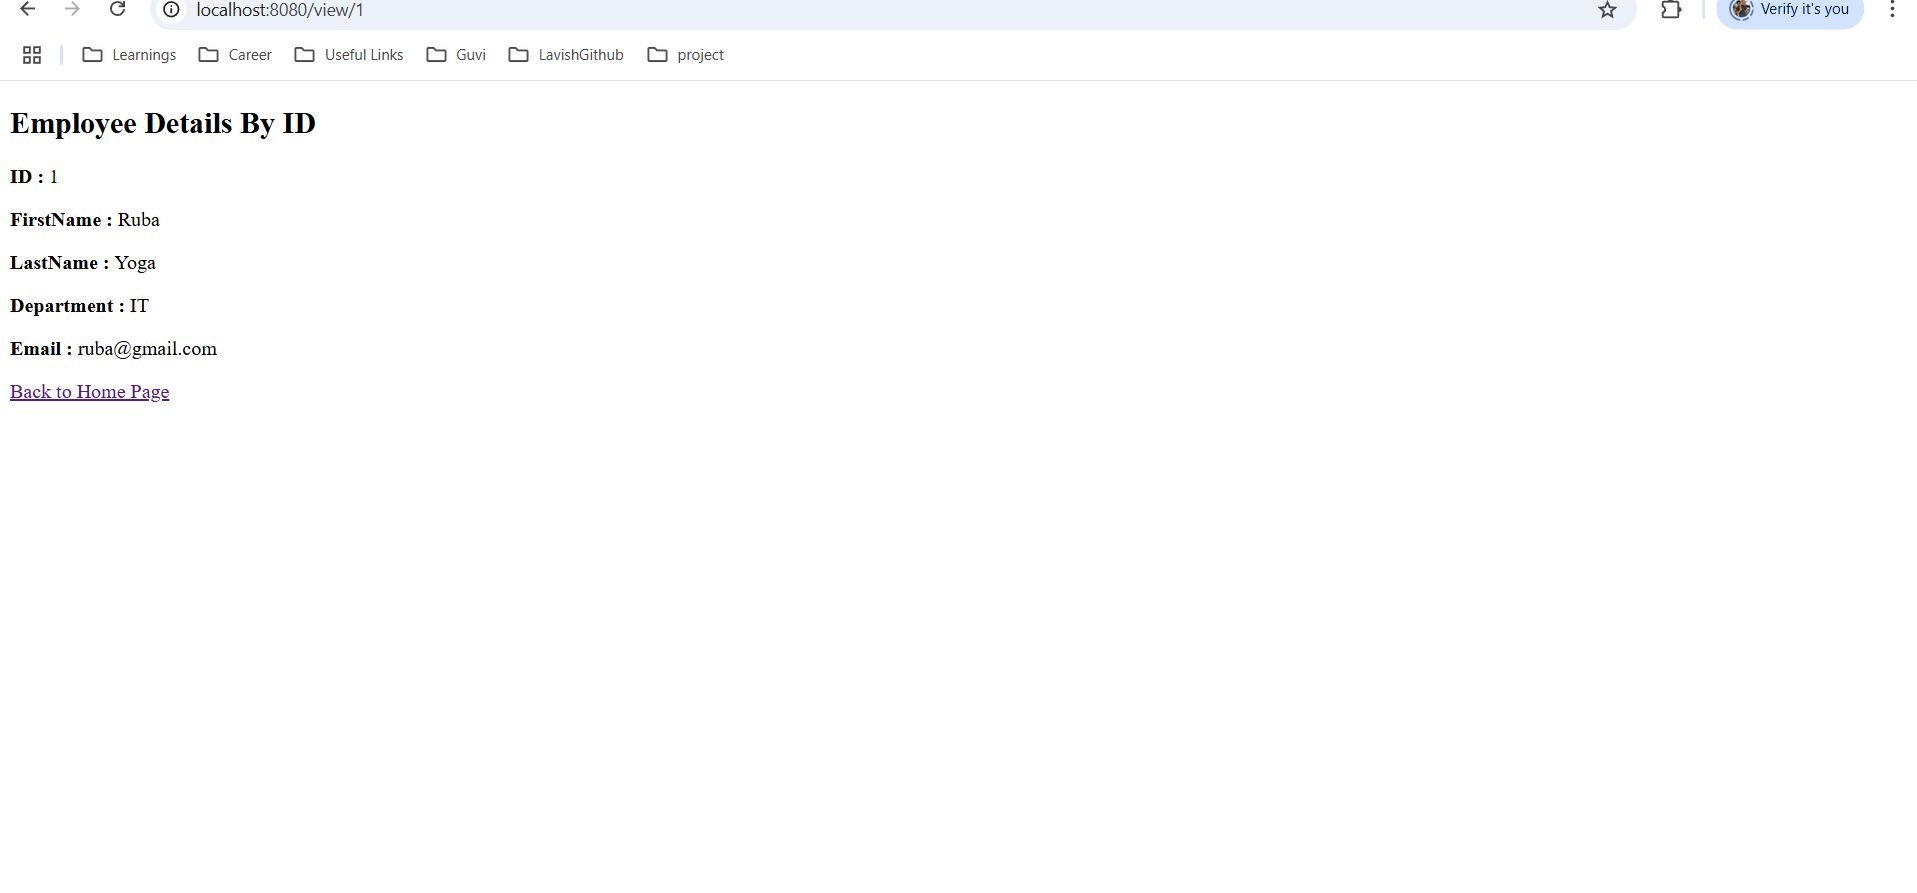 localhost:8080/view/1
Verify it's you
Learnings
Career
Useful Links
Guvi
LavishGithub
project
Employee Details By ID
ID : 1
FirstName : Ruba
LastName : Yoga
Department : IT
Email : ruba@gmail.com
Back to Home Page